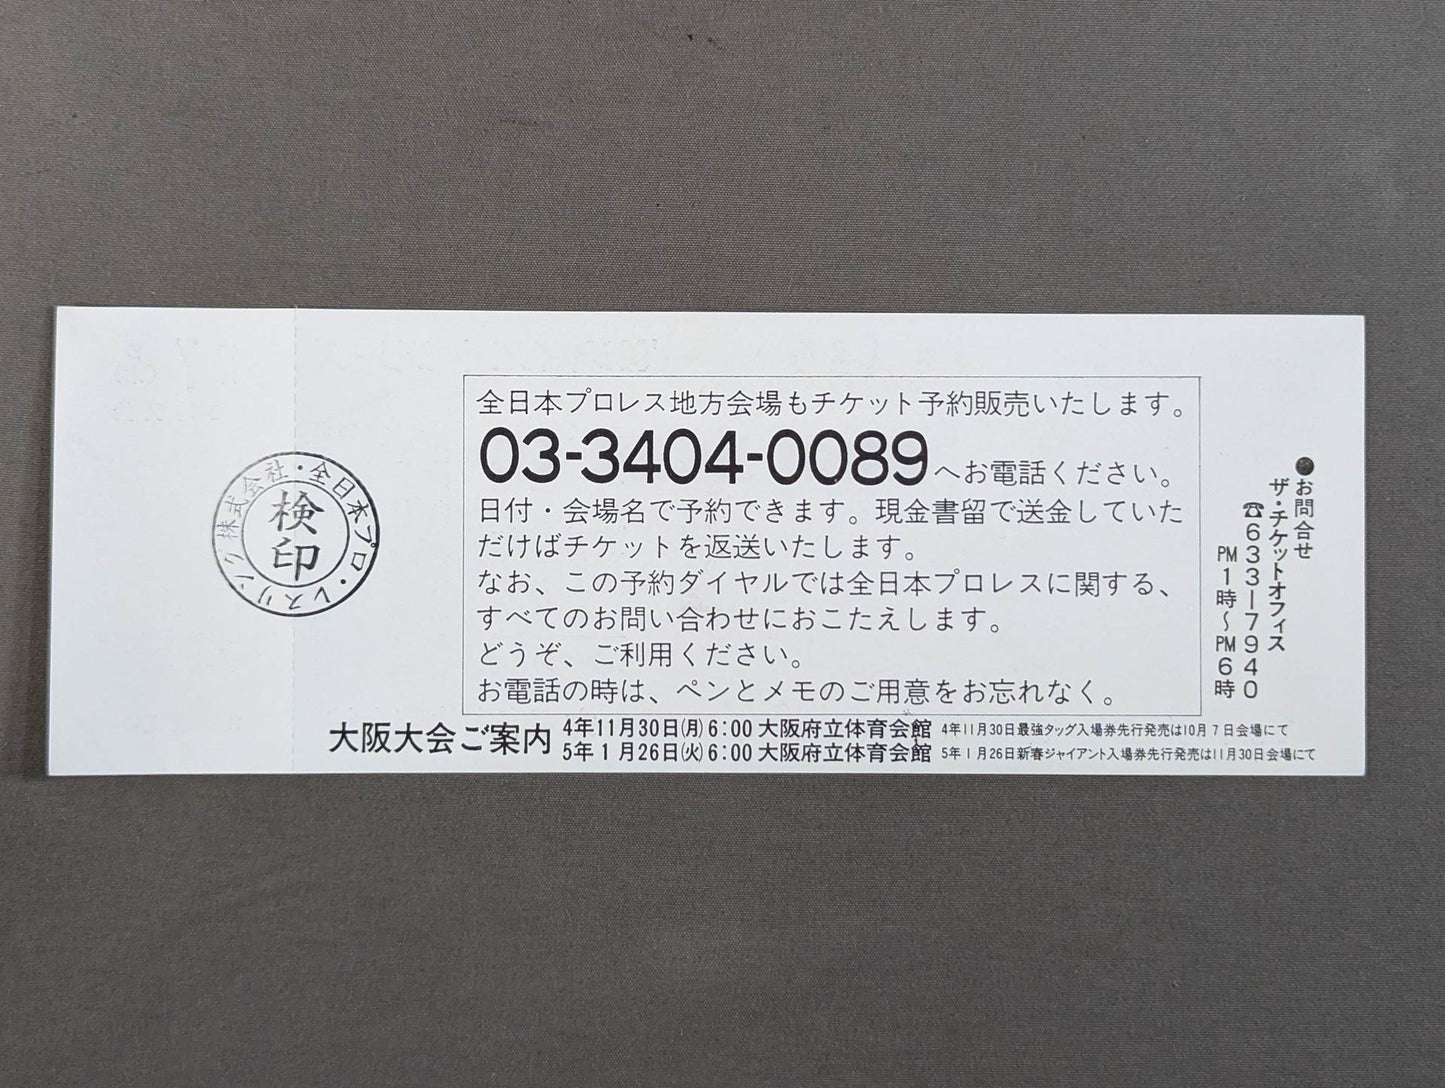 全日本プロレス地方会場もチケット予約販売いたします。
03-3404-0089へお電話ください。
日付・会場名で予約できます。現金書留で送金していた
だけばチケットを返送いたします。
なお、この予約ダイヤルでは全日本プロレスに関する、
すべてのお問い合わせにおこたえします。
どうぞ、ご利用ください。
お電話の時は、ペンとメモのご用意をお忘れなく。
●お問合せ
ザ・チケットオフィス
☎633-7940
PM1時〜PM6時
全日本プロ・レスリング株式会社・
検印
大阪大会ご案内
4年11月30日(月)6:00大阪府立体育会館 4年11月30日最強タッグ入場券先行発売は10月7日会場にて
5年1月26日(火)6:00大阪府立体育会館 5年1月26日新春ジャイアント入場券先行発売は11月30日会場にて